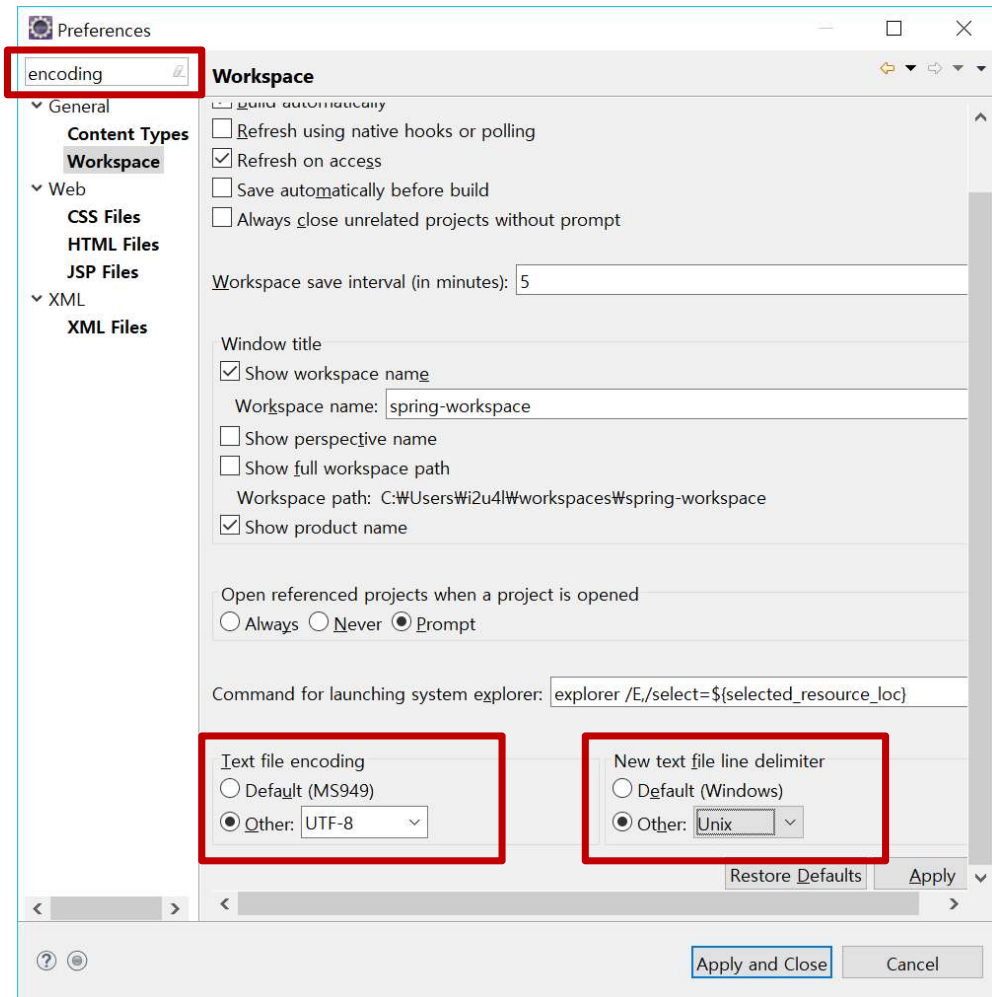 Preferences
encoding
Workspace
General
Content Types
Workspace
Web
CSS Files
HTML Files
JSP Files
XML
XML Files
Build automatically
Refresh using native hooks or polling
Refresh on access
Save automatically before build
Always close unrelated projects without prompt
Workspace save interval (in minutes): 5
Window title
Show workspace name
Workspace name: spring-workspace
Show perspective name
Show full workspace path
Workspace path: C:₩Users₩i2u4l₩workspaces₩spring-workspace
Show product name
Open referenced projects when a project is opened
Always Never Prompt
Command for launching system explorer: explorer /E,/select=${selected_resource_loc}
Text file encoding
Default (MS949)
Other: UTF-8
New text file line delimiter
Default (Windows)
Other: Unix
Restore Defaults Apply
? Apply and Close Cancel